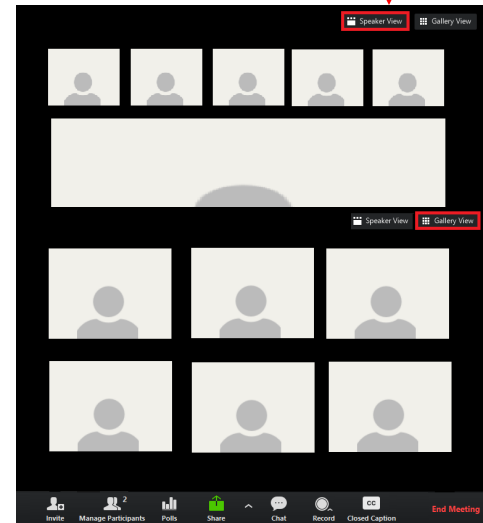 Speaker View Gallery View
Speaker View Gallery View
2
Invite Manage Participants Polls Share Chat Record CC Closed Caption End Meeting